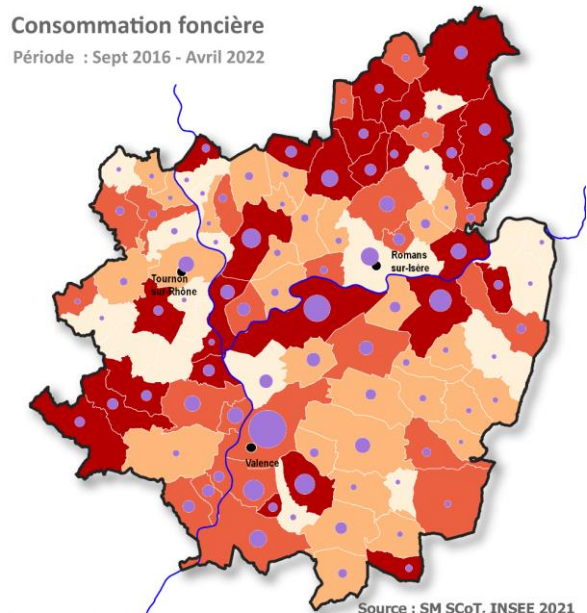 Consommation foncière
Période : Sept 2016 - Avril 2022
Romans
sur-Isère
Tournon
sur Rhône
Valence
Source : SM SCoT, INSEE 2021